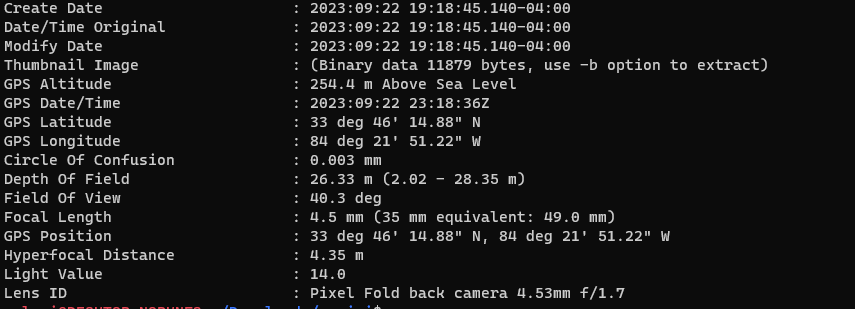 Create Date : 2023:09:22 19:18:45.140-04:00
Date/Time Original : 2023:09:22 19:18:45.140-04:00
Modify Date : 2023:09:22 19:18:45.140-04:00
Thumbnail Image : (Binary data 11879 bytes, use -b option to extract)
GPS Altitude : 254.4 m Above Sea Level
GPS Date/Time : 2023:09:22 23:18:36Z
GPS Latitude : 33 deg 46' 14.88" N
GPS Longitude : 84 deg 21' 51.22" W
Circle Of Confusion : 0.003 mm
Depth Of Field : 26.33 m (2.02 - 28.35 m)
Field Of View : 40.3 deg
Focal Length : 4.5 mm (35 mm equivalent: 49.0 mm)
GPS Position : 33 deg 46' 14.88" N, 84 deg 21' 51.22" W
Hyperfocal Distance : 4.35 m
Light Value : 14.0
Lens ID : Pixel Fold back camera 4.53mm f/1.7